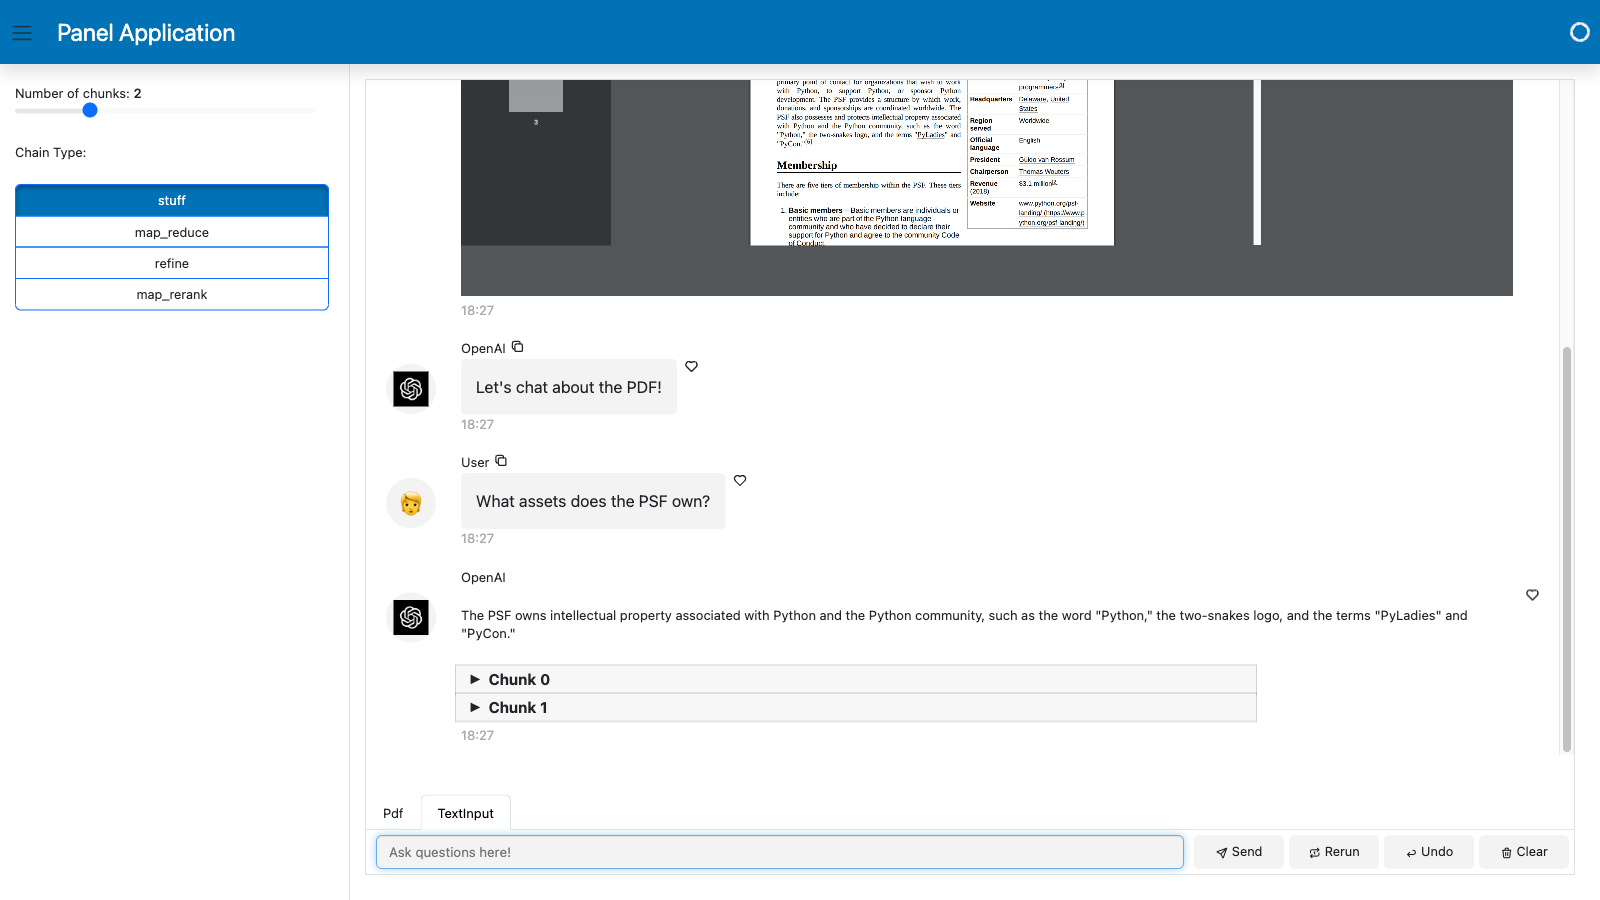 Panel Application
Number of chunks: 2
Chain Type:
stuff
map_reduce
refine
map_rerank
3
primary point of contact for organizations that wish to work
with Python, to support Python, or sponsor Python
development. The PSF provides a structure by which work,
donations, and sponsorships are coordinated worldwide. The
PSF also possesses and protects intellectual property associated
with Python and the Python community, such as the word
"Python," the two-snakes logo, and the terms "PyLadies" and
"PyCon."[6]
Membership
There are five tiers of membership within the PSF. These tiers
include:
1. Basic members – Basic members are individuals or
entities who are part of the Python language
community and who have decided to declare their
support for Python and agree to the community Code
of Conduct
programmers[3]
Headquarters Delaware, United
States
Region Worldwide
served
Official English
language
President Guido van Rossum
Chairperson Thomas Wouters
Revenue $3.1 million
(2018)
Website www.python.org/psf-
landing/ (https://www.p
ython.org/psf-landing/)
18:27
OpenAI
Let's chat about the PDF!
18:27
User
What assets does the PSF own?
18:27
OpenAI
The PSF owns intellectual property associated with Python and the Python community, such as the word "Python," the two-snakes logo, and the terms "PyLadies" and
"PyCon."
Chunk 0
Chunk 1
18:27
Pdf TextInput
Ask questions here!
Send Rerun Undo Clear